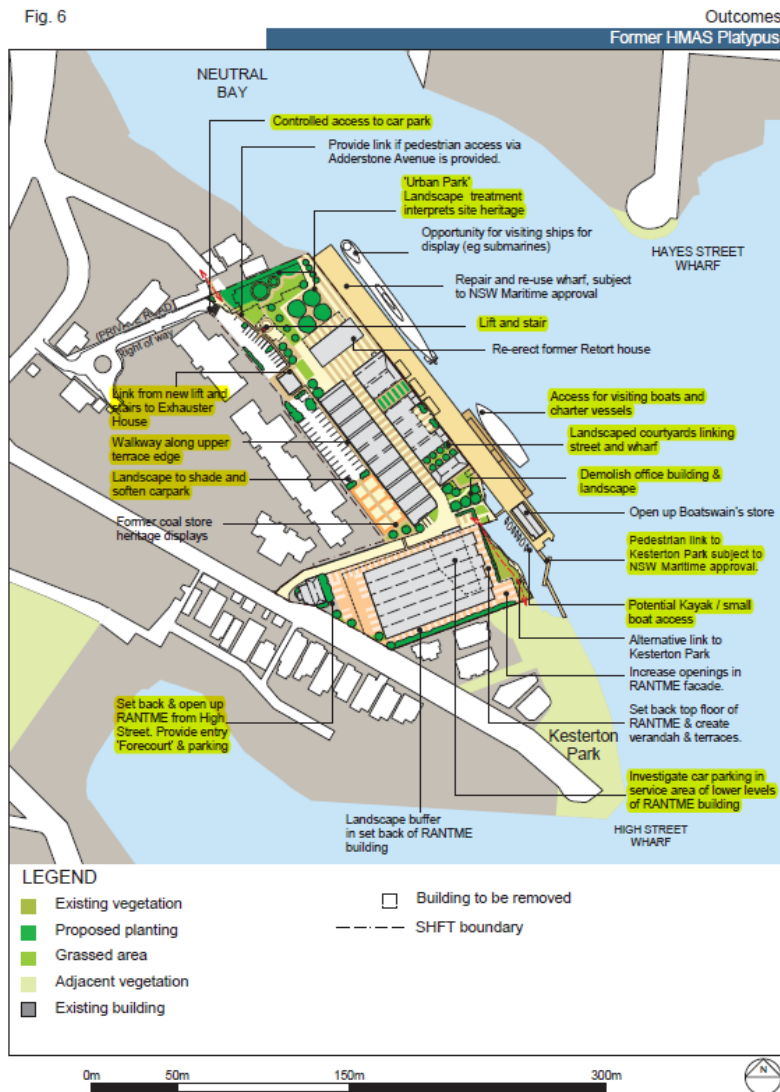 Fig. 6
Outcomes
Former HMAS Platypus
NEUTRAL
BAY
Controlled access to car park
Provide link if pedestrian access via
Adderstone Avenue is provided.
'Urban Park'
Landscape treatment
interprets site heritage
Opportunity for visiting ships for
display (eg submarines)
HAYES STREET
WHARF
Repair and re-use wharf, subject
to NSW Maritime approval
(PRIVATE ROAD)
Right of way
Lift and stair
Re-erect former Retort house
Link from new lift and
stairs to Exhauster
House
Access for visiting boats and
charter vessels
Walkway along upper
terrace edge
Landscaped courtyards linking
street and wharf
Landscape to shade and
soften carpark
Demolish office building &
landscape
Former coal store
heritage displays
Open up Boatswain's store
Pedestrian link to
Kesterton Park subject to
NSW Maritime approval.
Potential Kayak / small
boat access
Alternative link to
Kesterton Park
Increase openings in
RANTME facade.
Set back & open up
RANTME from High
Street. Provide entry
'Forecourt' & parking
Set back top floor of
RANTME & create
verandah & terraces.
Kesterton
Park
Investigate car parking in
service area of lower levels
of RANTME building
Landscape buffer
in set back of RANTME
building
HIGH STREET
WHARF
LEGEND
Existing vegetation
Proposed planting
Grassed area
Adjacent vegetation
Existing building
Building to be removed
SHFT boundary
0m 50m 150m 300m
N